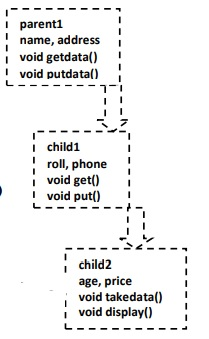 parent1
name, address
void getdata()
void putdata()
child1
roll, phone
void get()
void put()
child2
age, price
void takedata()
void display()